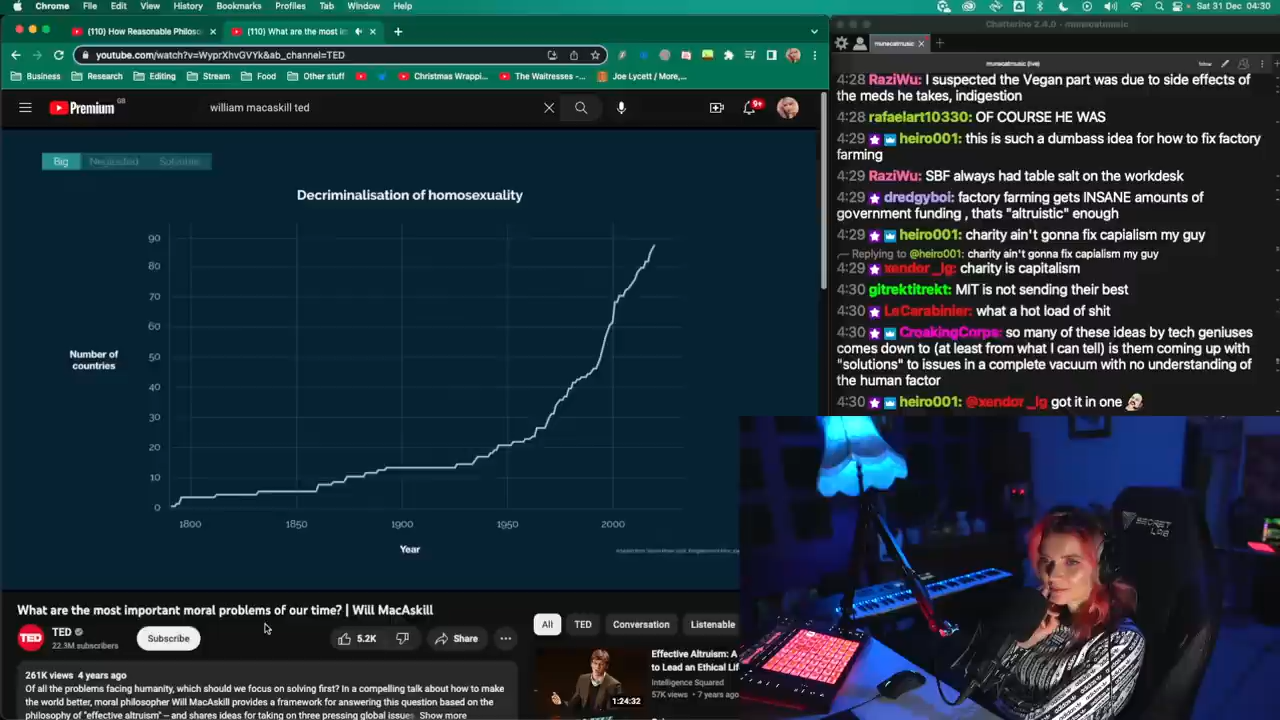 Chrome File Edit View History Bookmarks Profiles Tab Window Help
Sat 31 Dec 04:30
(110) How Reasonable Philoso
(110) What are the most im
youtube.com/watch?v=WyprXhvGVYk&ab_channel=TED
Business Research Editing Stream Food Other stuff Christmas Wrappi... The Waitresses -... Joe Lycett / More,...
Premium GB
william macaskill ted
9+
Big Neglected Solvable
Decriminalisation of homosexuality
90
80
70
60
50
40
30
20
10
0
Number of
countries
1800 1850 1900 1950 2000
Year
What are the most important moral problems of our time? | Will MacAskill
TED
22.3M subscribers
Subscribe
5.2K
Share
261K views 4 years ago
Of all the problems facing humanity, which should we focus on solving first? In a compelling talk about how to make
the world better, moral philosopher Will MacAskill provides a framework for answering this question based on the
philosophy of "effective altruism" — and shares ideas for taking on three pressing global issues Show more
All TED Conversation Listenable
Effective Altruism: A
to Lead an Ethical Lif
Intelligence Squared
57K views • 7 years ago
1:24:32
Chatterino 2.4.0 - munecatmusic
munecatmusic
munecatmusic (live)
4:28 RaziWu: I suspected the Vegan part was due to side effects of
the meds he takes, indigestion
4:28 rafaelart10330: OF COURSE HE WAS
4:29 heiro001: this is such a dumbass idea for how to fix factory
farming
4:29 RaziWu: SBF always had table salt on the workdesk
4:29 dredgyboi: factory farming gets INSANE amounts of
government funding , thats "altruistic" enough
4:29 heiro001: charity ain't gonna fix capialism my guy
Replying to @heiro001: charity ain't gonna fix capialism my guy
4:29 xendor_ig: charity is capitalism
4:30 gitrektitrekt: MIT is not sending their best
4:30 LeCarabinier: what a hot load of shit
4:30 CroakingCorps: so many of these ideas by tech geniuses
comes down to (at least from what I can tell) is them coming up with
"solutions" to issues in a complete vacuum with no understanding of
the human factor
4:30 heiro001: @xendor_ig got it in one
SECRET
LAB